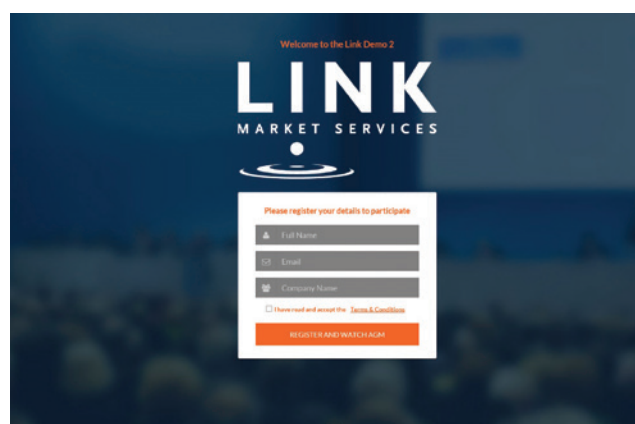 Welcome to the Link Demo 2
LINK
MARKET SERVICES
Please register your details to participate
Full Name
Email
Company Name
I have read and accept the Terms & Conditions
REGISTER AND WATCH AGM